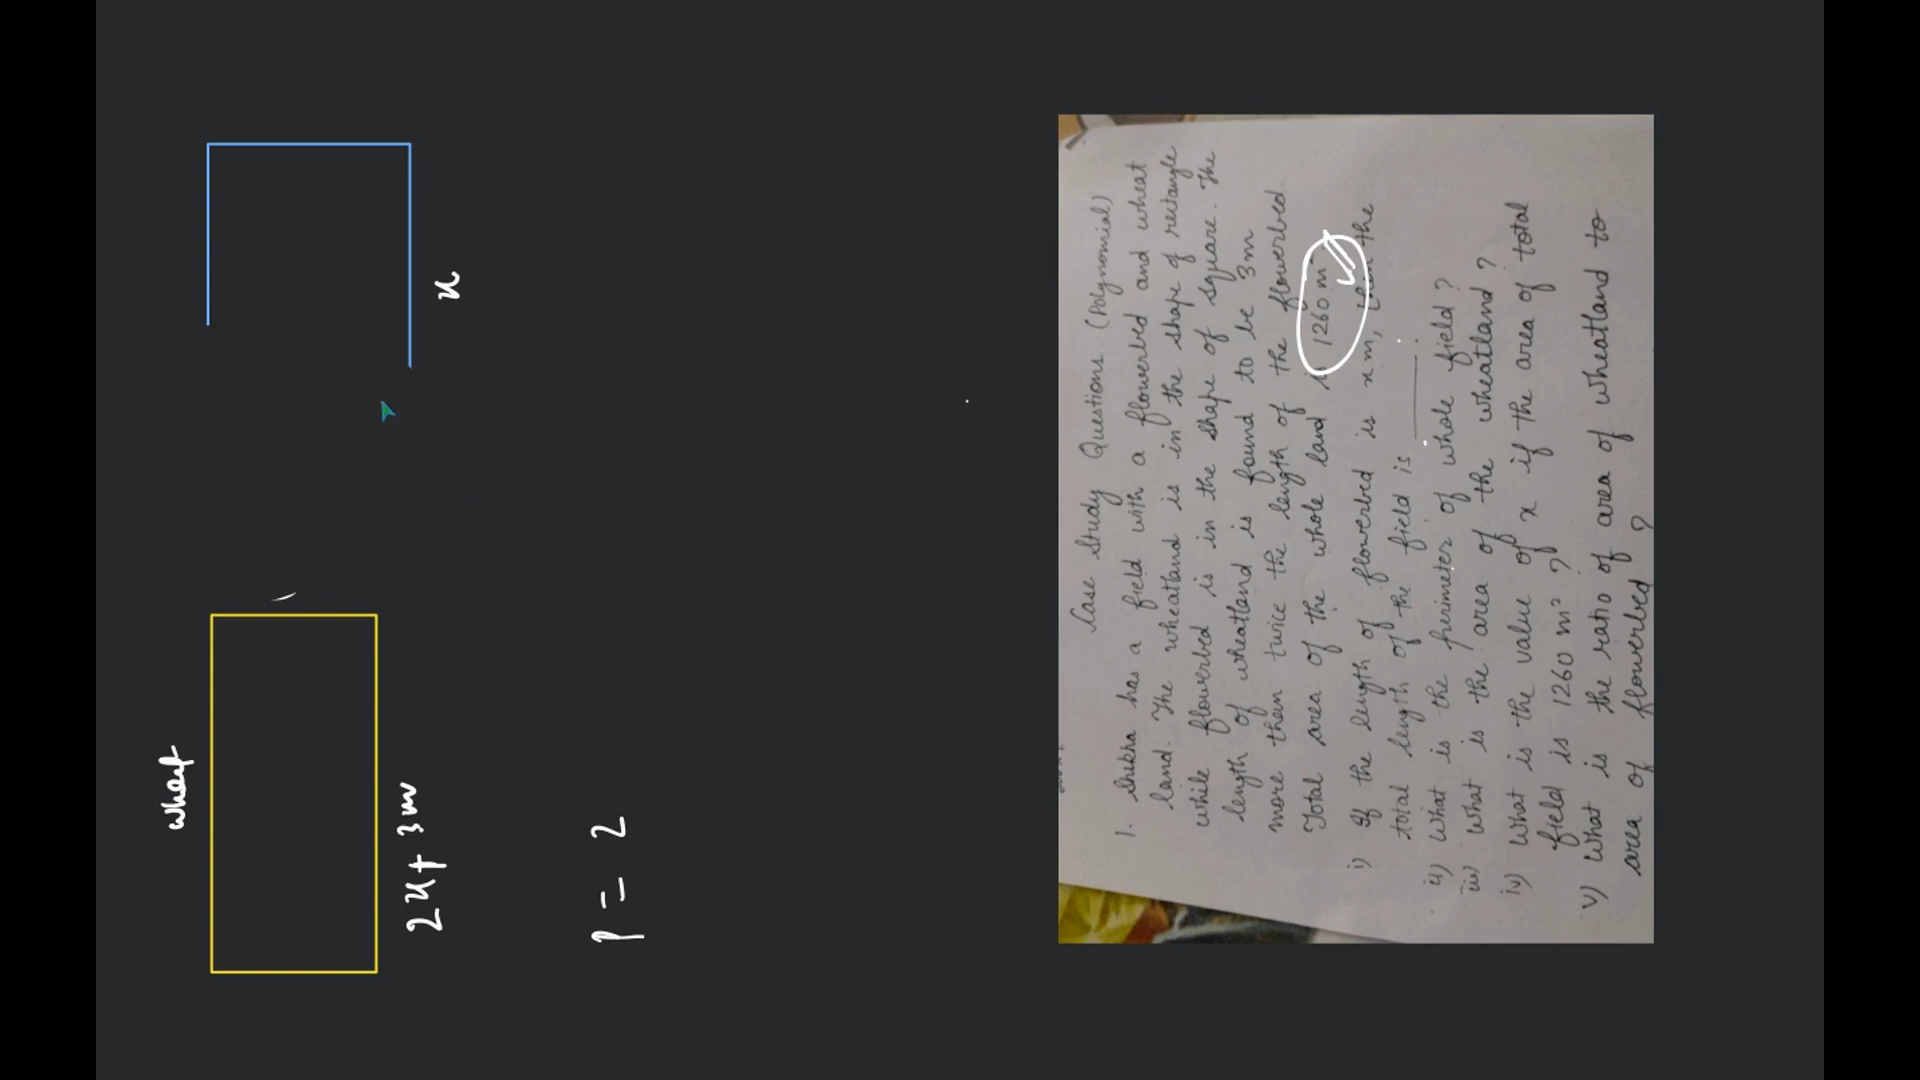 wheat
2x+3m
x
P = 2
Case Study Questions. (Polynomial)
1. Shikha has a field with a flowerbed and wheat
land. The wheatland is in the shape of rectangle
while flowerbed is in the shape of square. The
length of wheatland is found to be 3m
more than twice the length of the flowerbed.
Total area of the whole land is 1260 m²
i) If the length of flowerbed is x m, then the
total length of the field is ______.
ii) What is the perimeter of whole field?
iii) What is the area of the wheatland?
iv) What is the value of x if the area of total
field is 1260 m²?
v) What is the ratio of area of wheatland to
area of flowerbed?